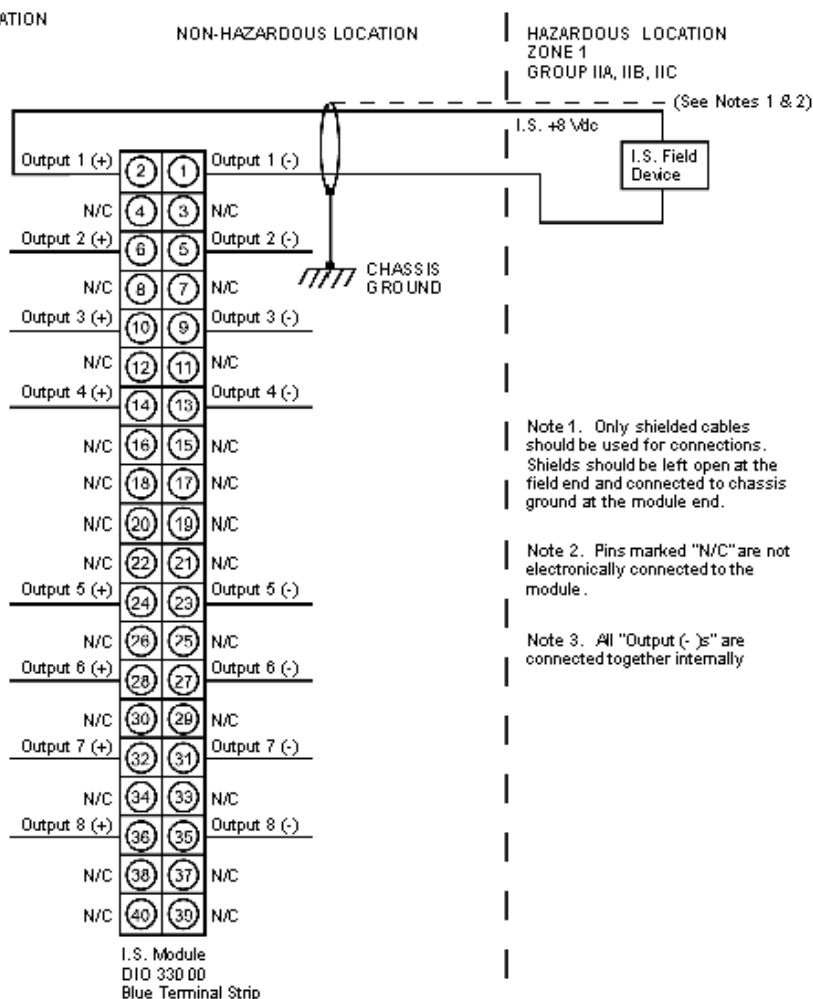 NON-HAZARDOUS LOCATION
HAZARDOUS LOCATION
ZONE 1
GROUP IIA, IIB, IIC
(See Notes 1 & 2)
I.S. +8 Vdc
I.S. Field
Device
Output 1 (+) 2 1 Output 1 (-)
N/C 4 3 N/C
Output 2 (+) 6 5 Output 2 (-)
CHASSIS
GROUND
N/C 8 7 N/C
Output 3 (+) 10 9 Output 3 (-)
N/C 12 11 N/C
Output 4 (+) 14 13 Output 4 (-)
N/C 16 15 N/C
N/C 18 17 N/C
N/C 20 19 N/C
N/C 22 21 N/C
Output 5 (+) 24 23 Output 5 (-)
N/C 26 25 N/C
Output 6 (+) 28 27 Output 6 (-)
N/C 30 29 N/C
Output 7 (+) 32 31 Output 7 (-)
N/C 34 33 N/C
Output 8 (+) 36 35 Output 8 (-)
N/C 38 37 N/C
N/C 40 39 N/C
I.S. Module
DIO 330 00
Blue Terminal Strip
Note 1. Only shielded cables
should be used for connections.
Shields should be left open at the
field end and connected to chassis
ground at the module end.
Note 2. Pins marked "N/C" are not
electronically connected to the
module.
Note 3. All "Output (- )s" are
connected together internally